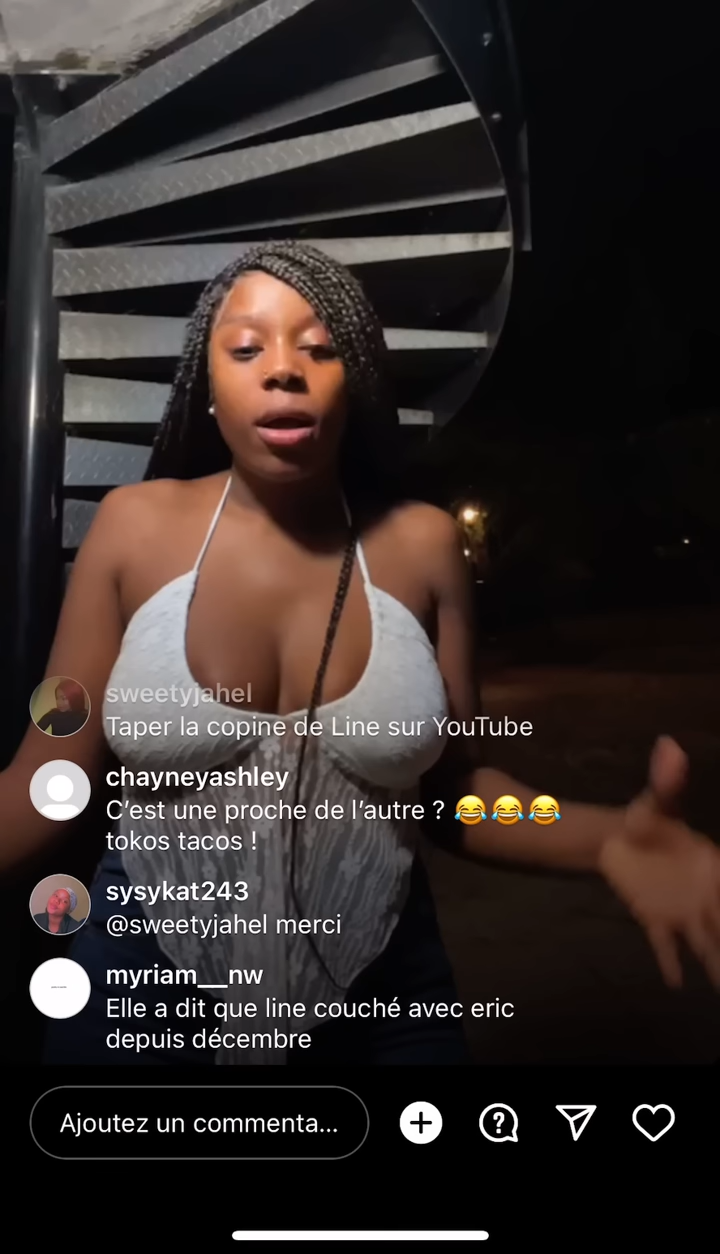 sweetyjahel
Taper la copine de Line sur YouTube
chayneyashley
C’est une proche de l’autre ? 😂😂😂
tokos tacos !
sysykat243
@sweetyjahel merci
myriam__nw
Elle a dit que line couché avec eric
depuis décembre
Ajoutez un commenta...